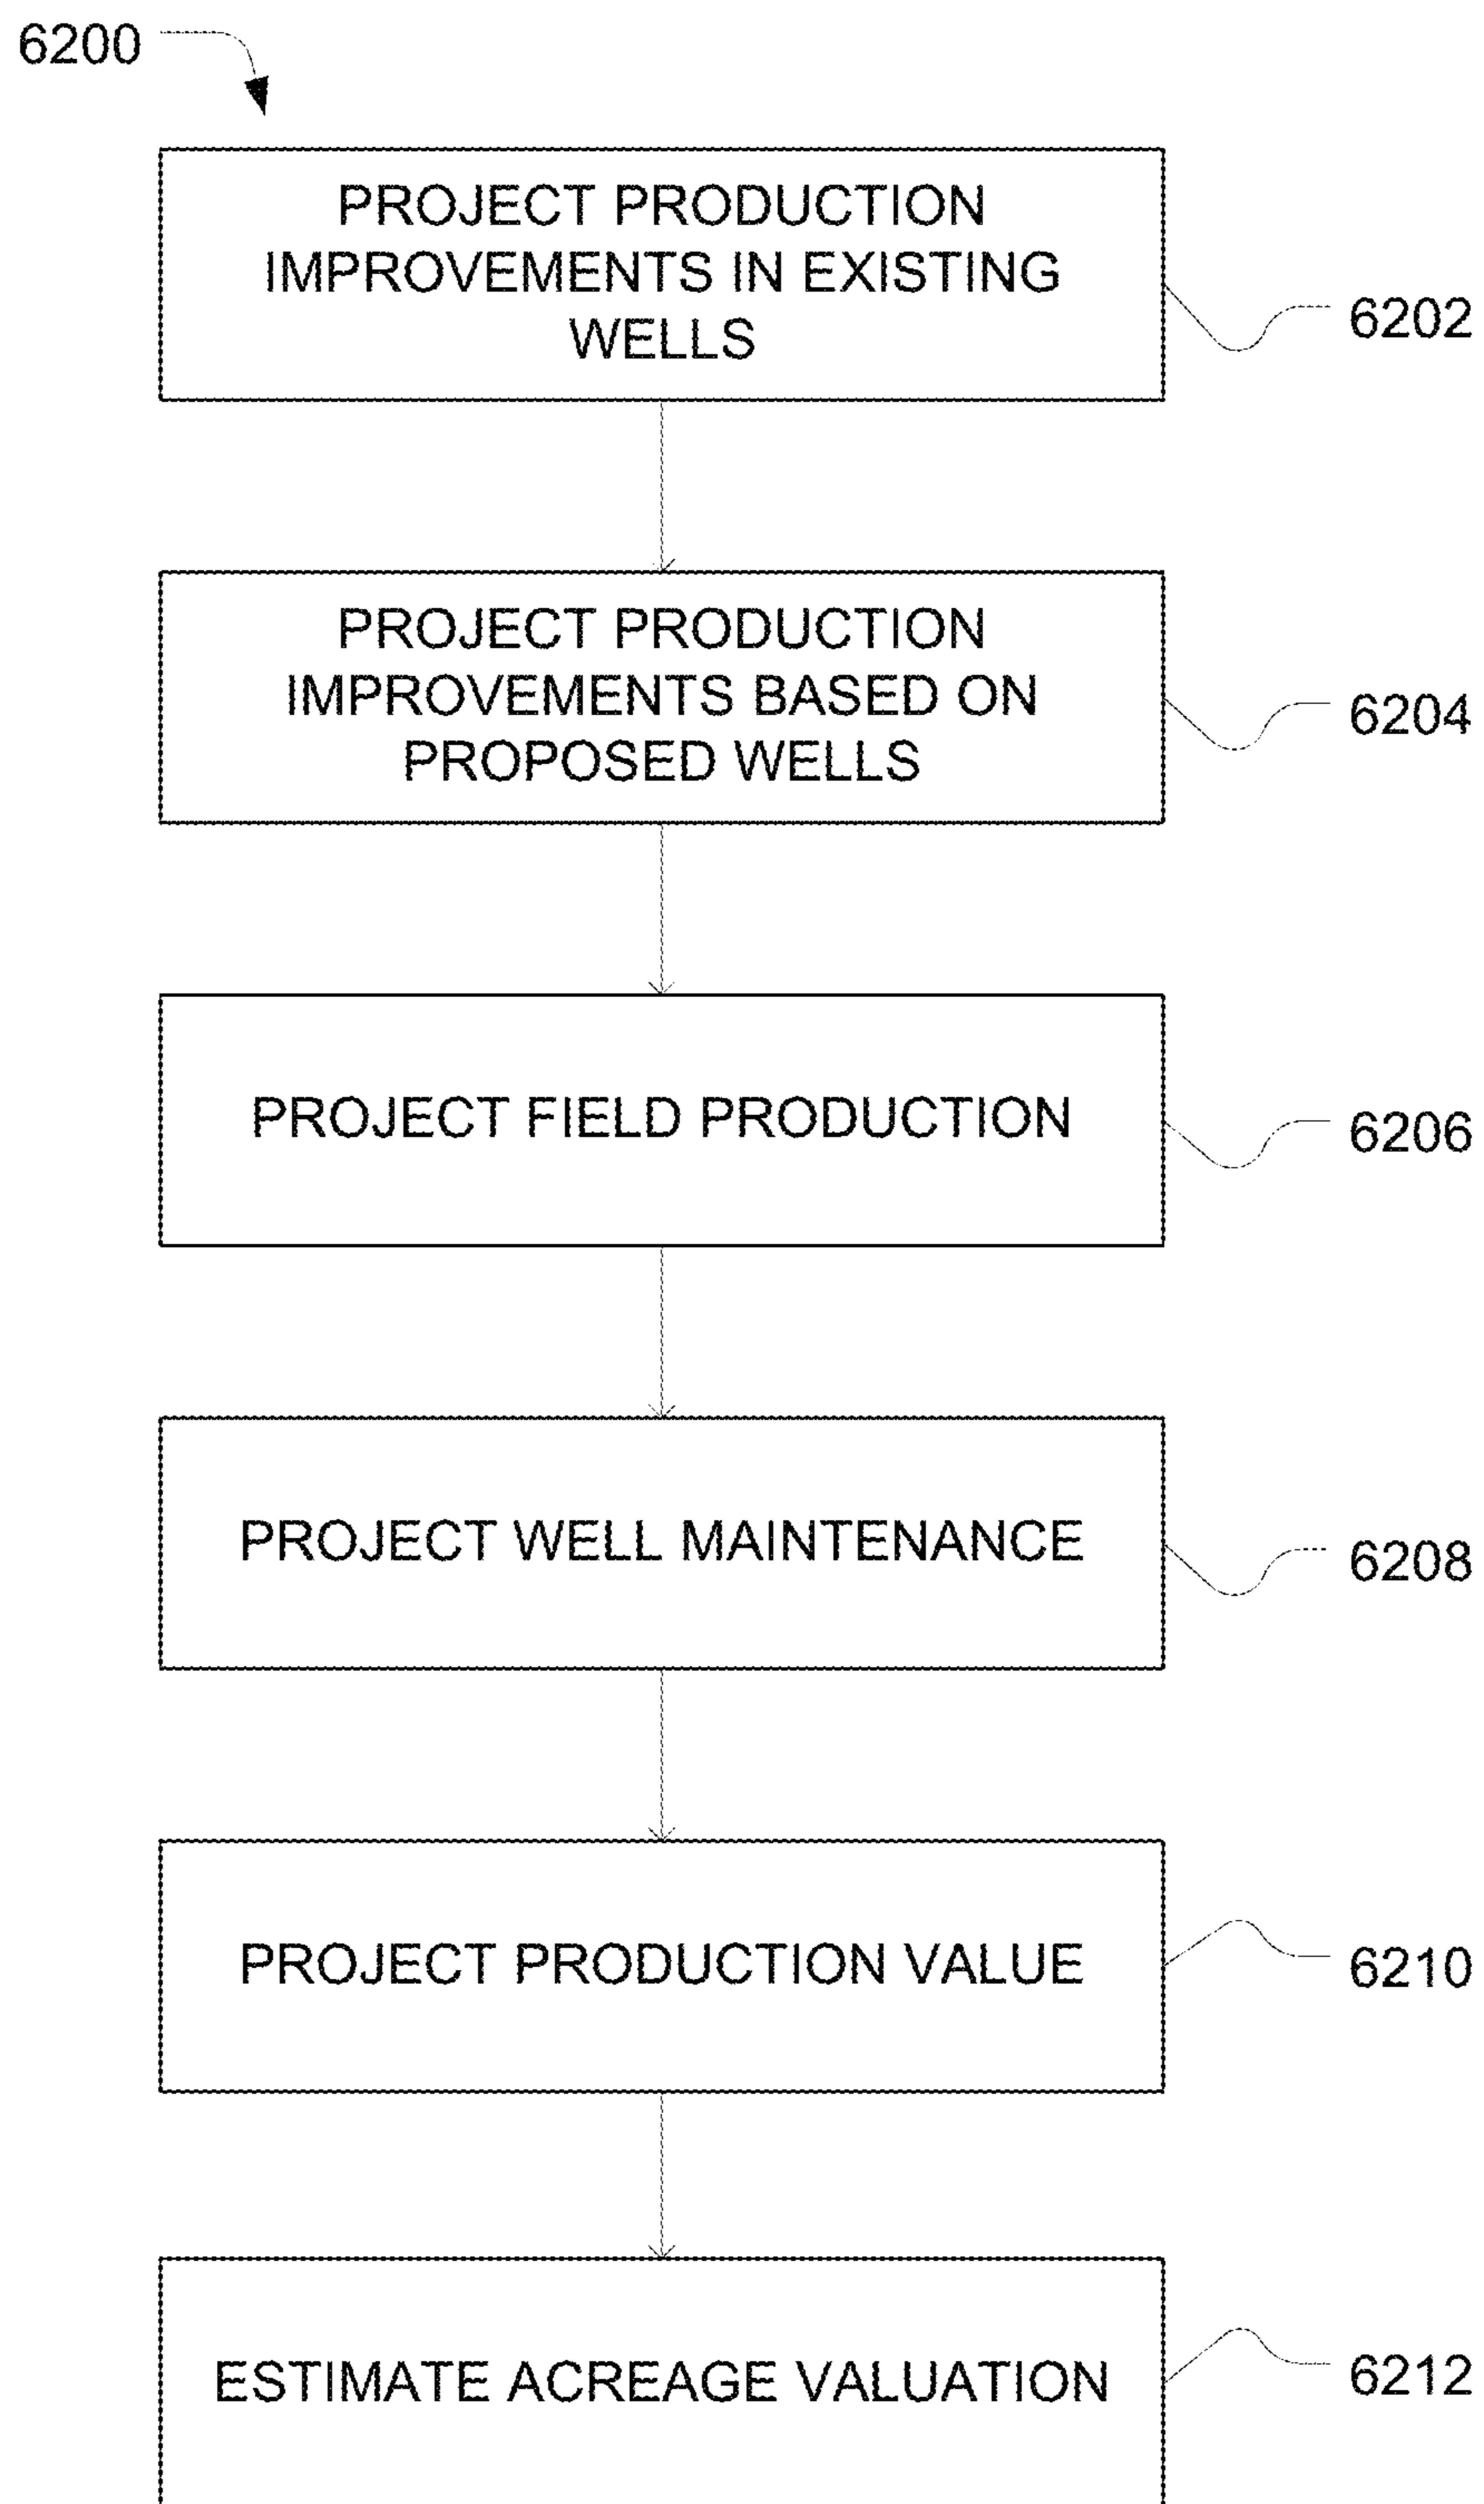 6200
PROJECT PRODUCTION
IMPROVEMENTS IN EXISTING
WELLS
6202
PROJECT PRODUCTION
IMPROVEMENTS BASED ON
PROPOSED WELLS
6204
PROJECT FIELD PRODUCTION
6206
PROJECT WELL MAINTENANCE
6208
PROJECT PRODUCTION VALUE
6210
ESTIMATE ACREAGE VALUATION
6212